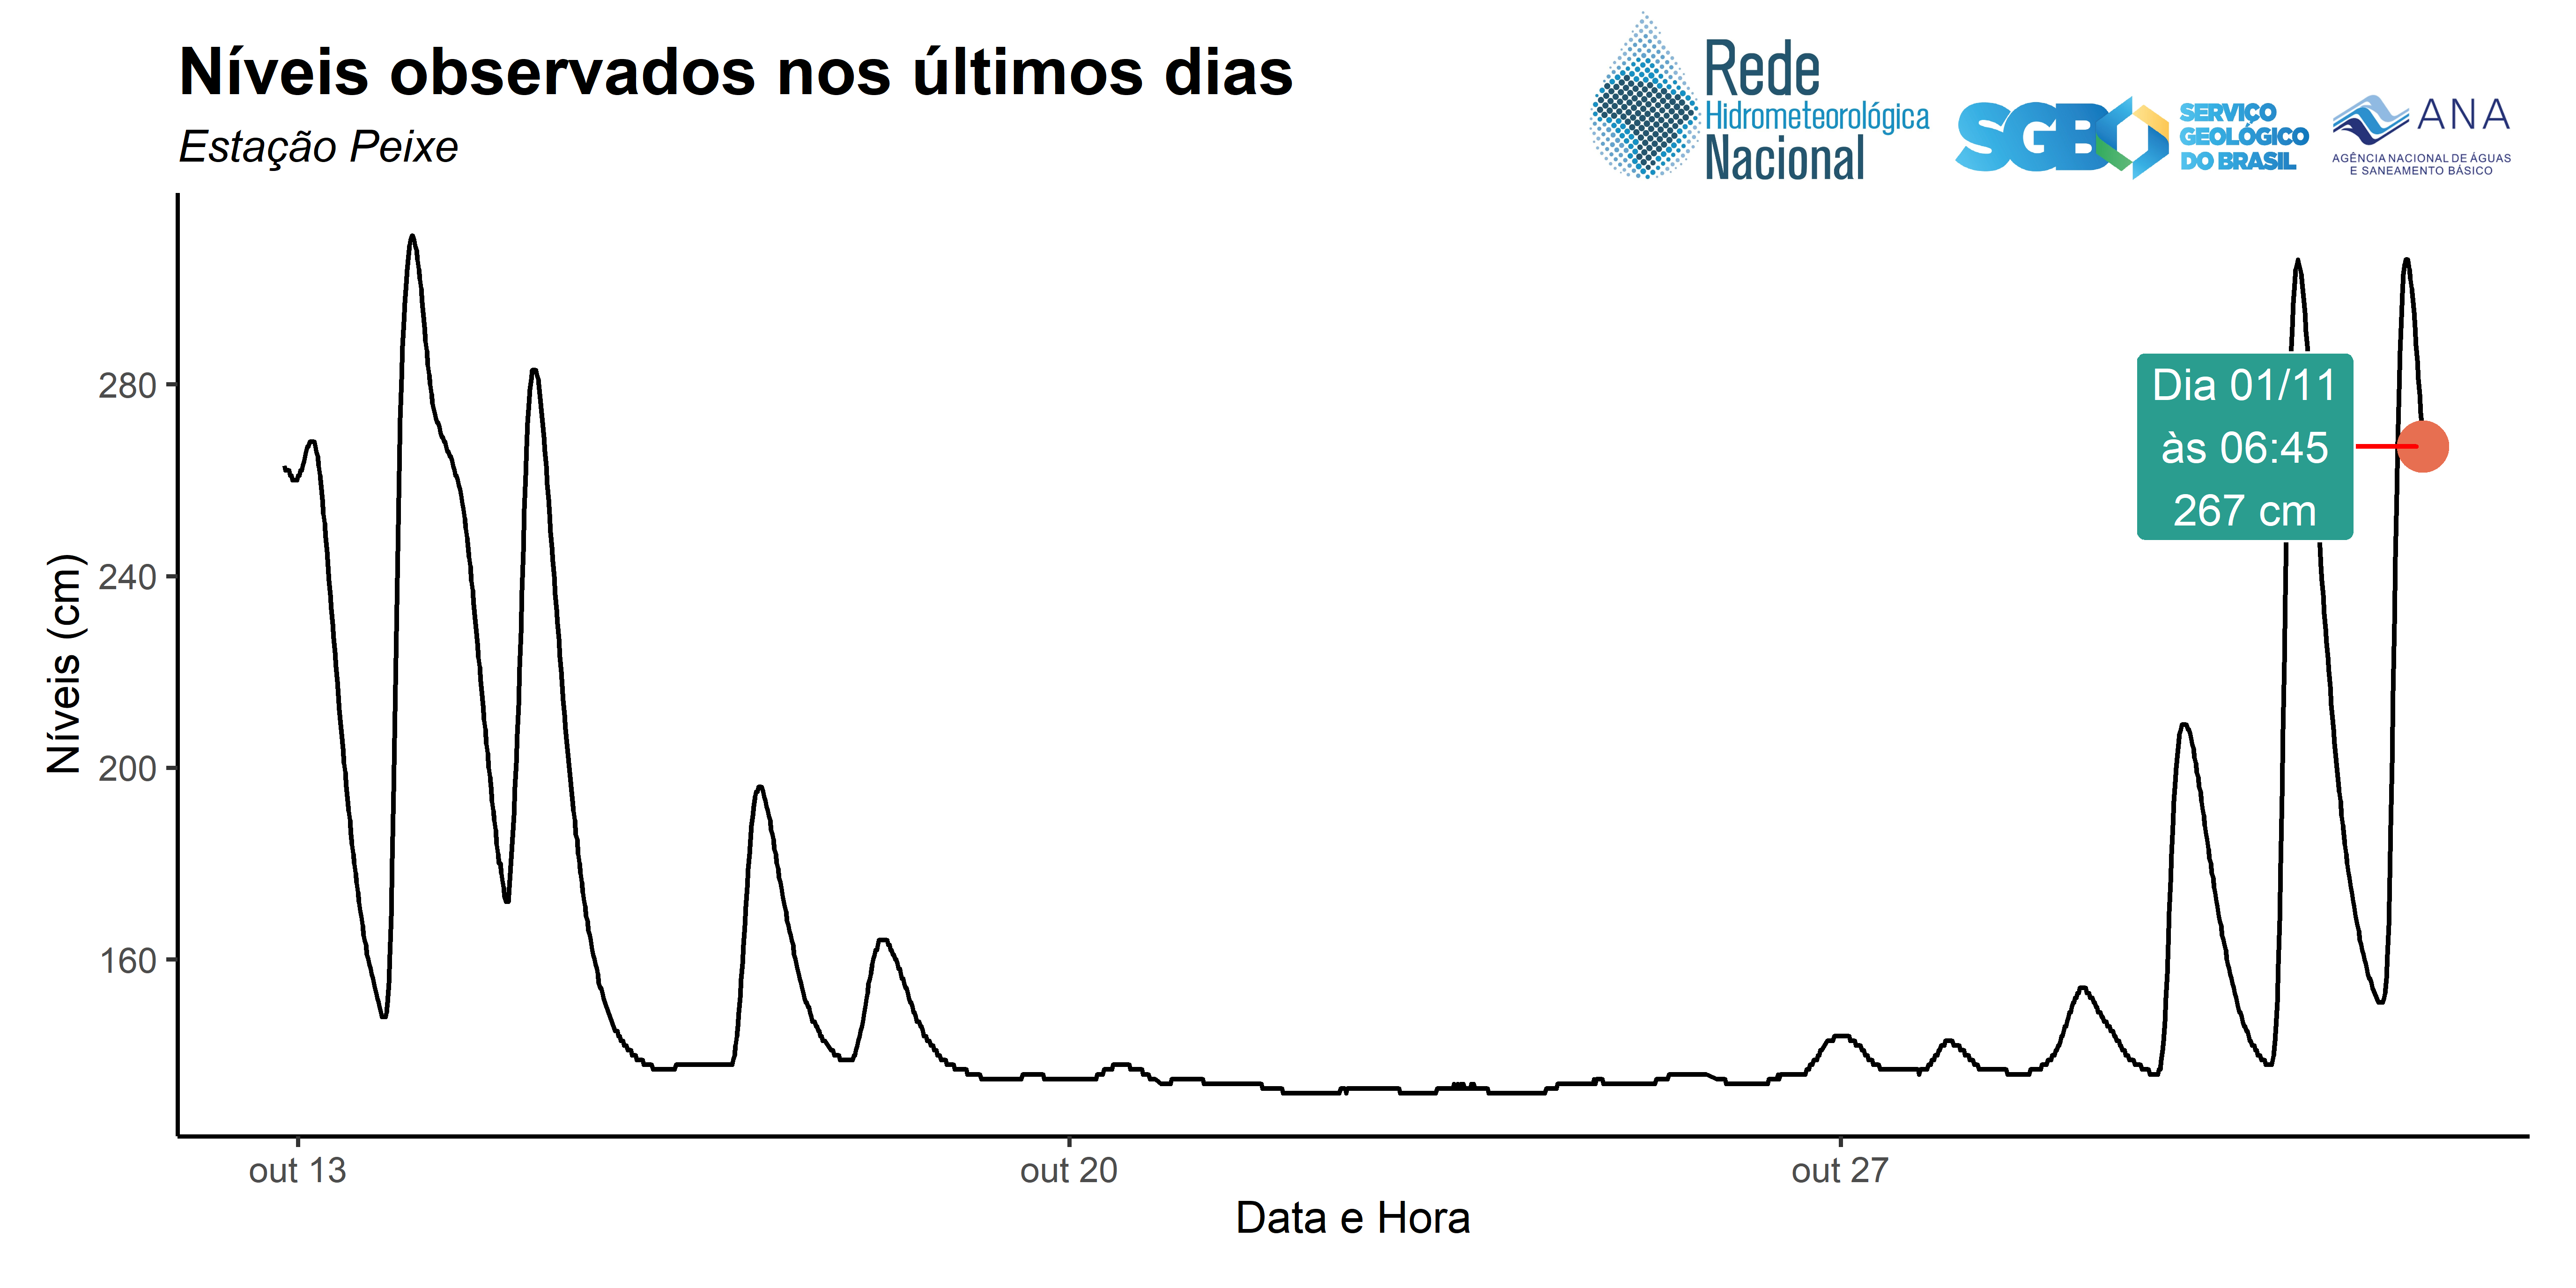 Níveis observados nos últimos dias
Estação Peixe
Rede
Hidrometeorológica
Nacional
SGB
SERVIÇO
GEOLÓGICO
DO BRASIL
ANA
AGÊNCIA NACIONAL DE ÁGUAS
E SANEAMENTO BÁSICO
Níveis (cm)
280
240
200
160
Dia 01/11
às 06:45
267 cm
out 13
out 20
out 27
Data e Hora